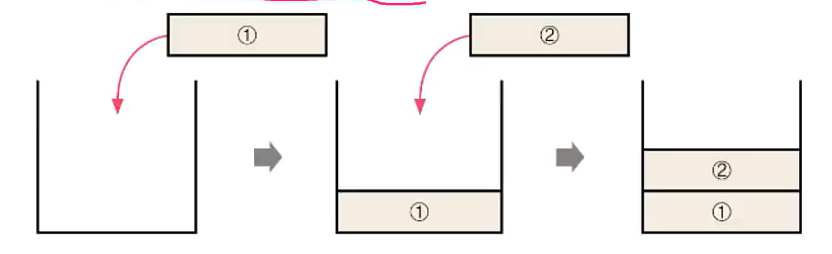 ① ②
① ②
①